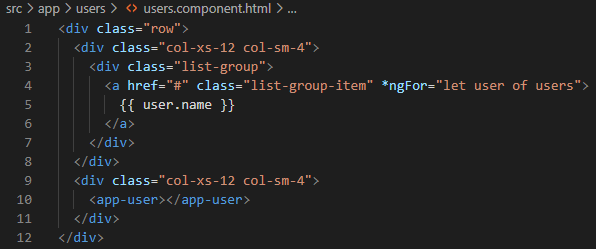 src > app > users > <> users.component.html > ...
1 <div class="row">
2   <div class="col-xs-12 col-sm-4">
3     <div class="list-group">
4       <a href="#" class="list-group-item" *ngFor="let user of users">
5         {{ user.name }}
6       </a>
7     </div>
8   </div>
9   <div class="col-xs-12 col-sm-4">
10     <app-user></app-user>
11   </div>
12 </div>